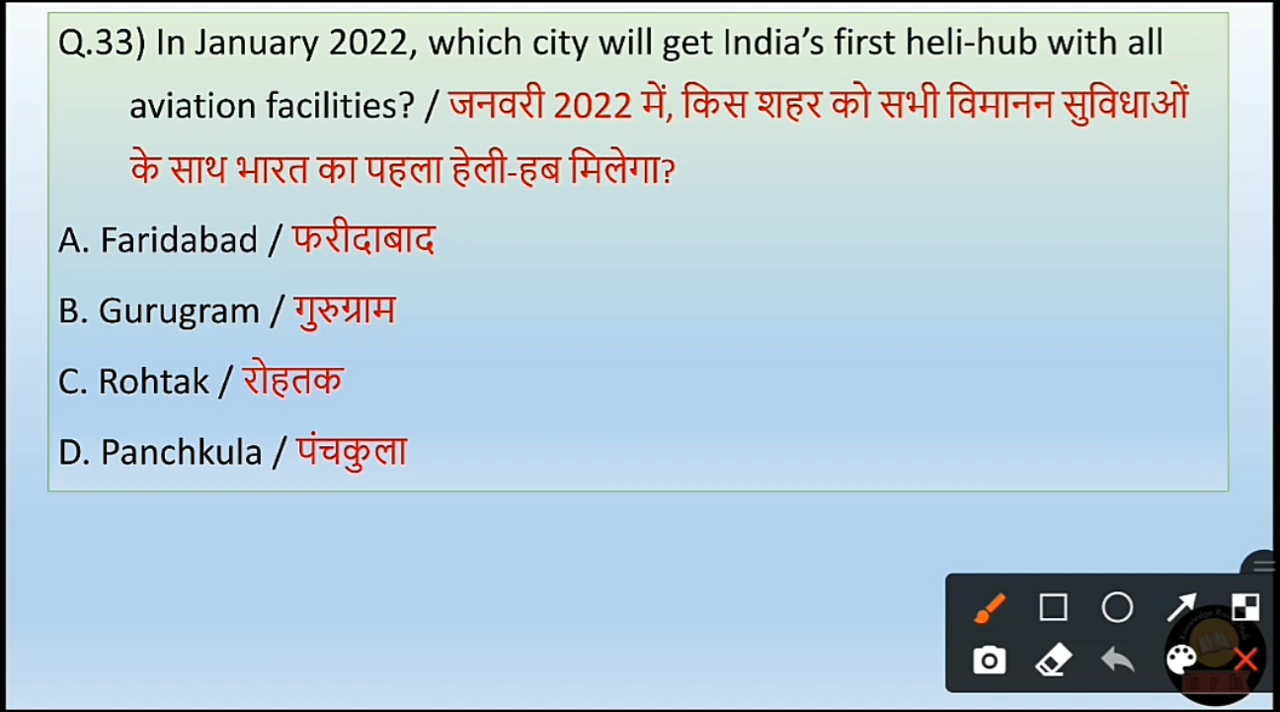 Q.33) In January 2022, which city will get India’s first heli-hub with all
aviation facilities? / जनवरी 2022 में, किस शहर को सभी विमानन सुविधाओं
के साथ भारत का पहला हेली-हब मिलेगा?
A. Faridabad / फरीदाबाद
B. Gurugram / गुरुग्राम
C. Rohtak / रोहतक
D. Panchkula / पंचकुला